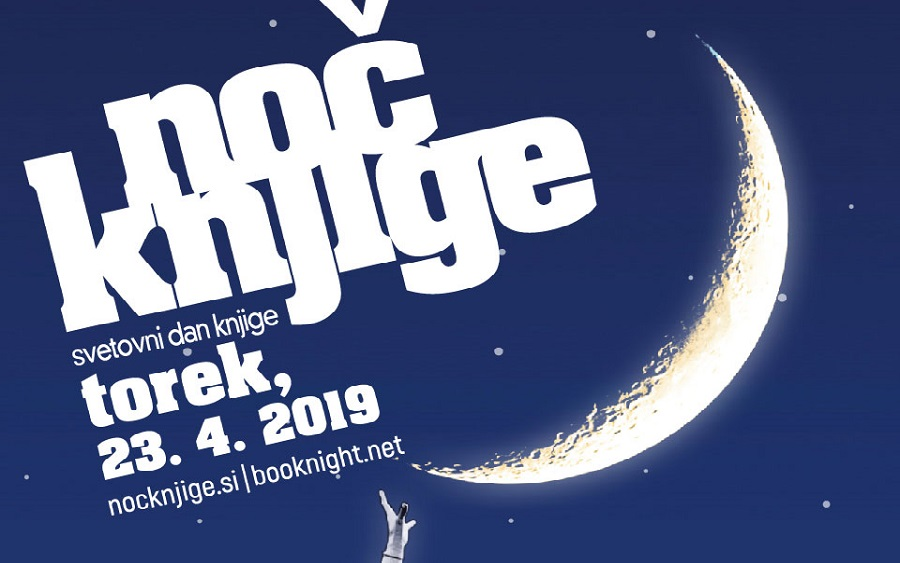 noč
knjige
svetovni dan knjige
torek,
23. 4. 2019
nocknjige.si | booknight.net